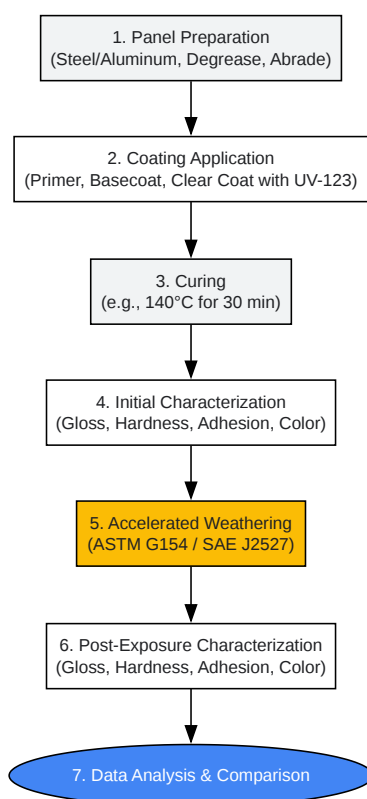 1. Panel Preparation
(Steel/Aluminum, Degrease, Abrade)
2. Coating Application
(Primer, Basecoat, Clear Coat with UV-123)
3. Curing
(e.g., 140°C for 30 min)
4. Initial Characterization
(Gloss, Hardness, Adhesion, Color)
5. Accelerated Weathering
(ASTM G154 / SAE J2527)
6. Post-Exposure Characterization
(Gloss, Hardness, Adhesion, Color)
7. Data Analysis & Comparison